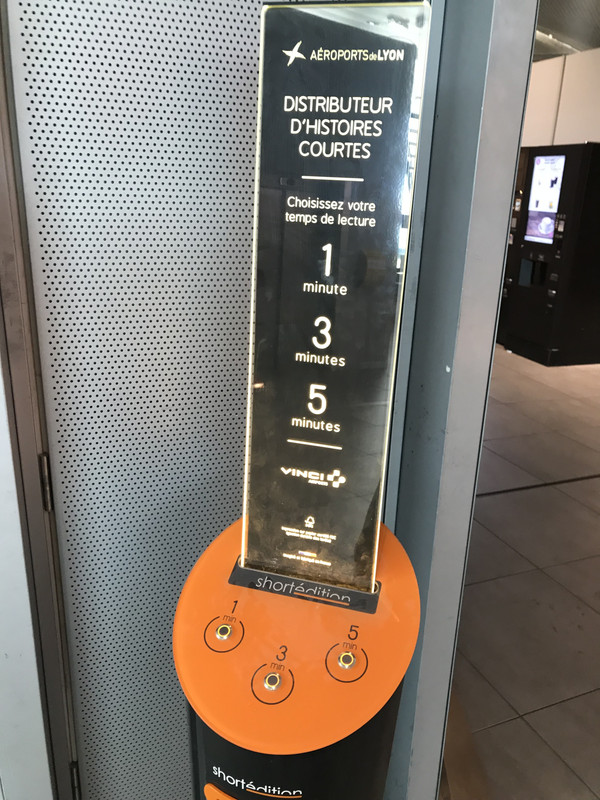 AÉROPORTS de LYON
DISTRIBUTEUR
D'HISTOIRES
COURTES
Choisissez votre
temps de lecture
1
minute
3
minutes
5
minutes
VINCI
AIRPORTS
shortédition
1
min
5
min
3
min
shortédition